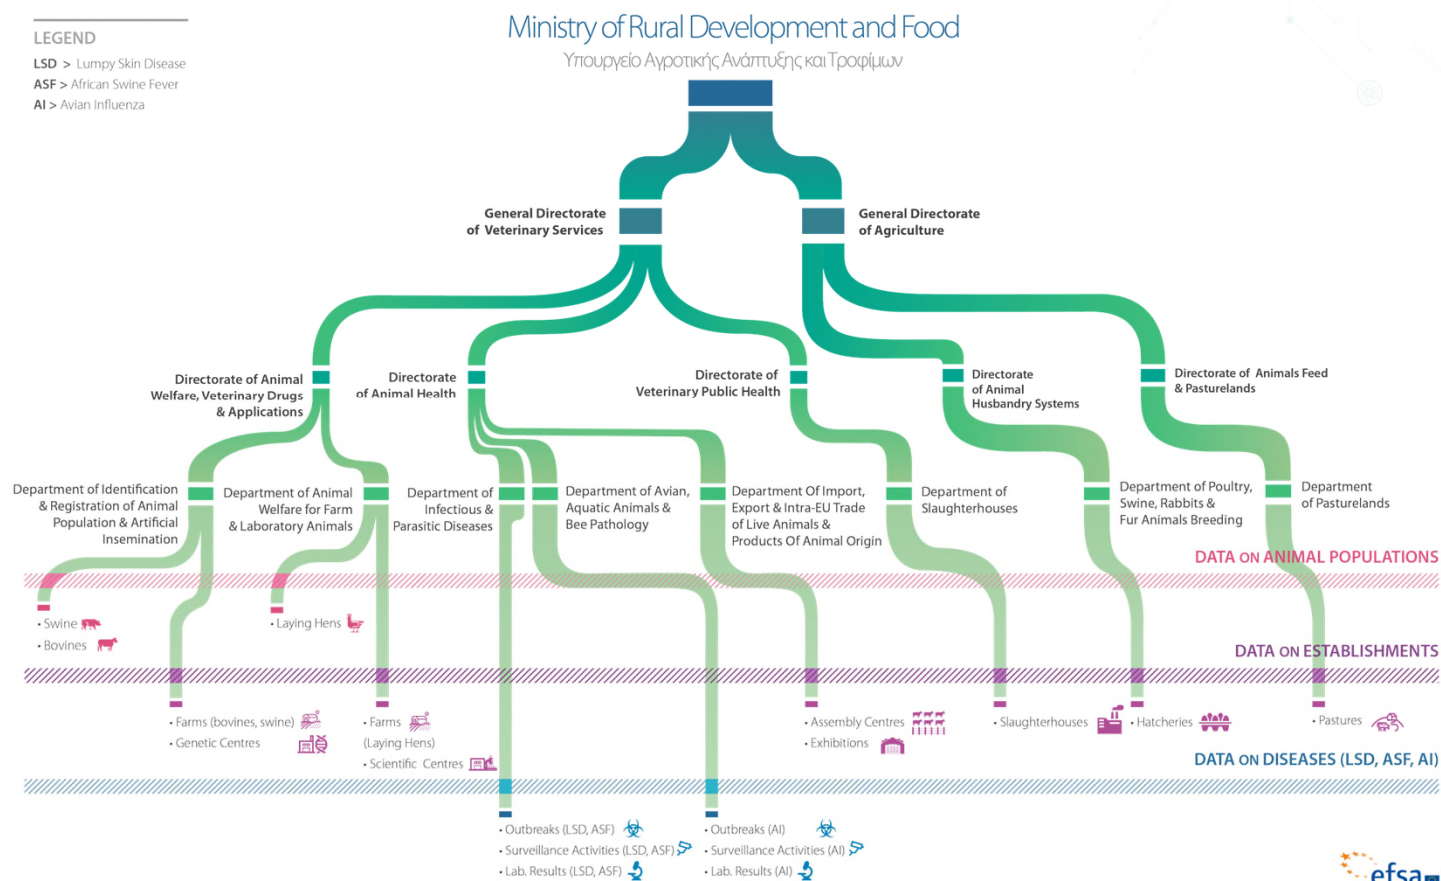 Ministry of Rural Development and Food
Υπουργείο Αγροτικής Ανάπτυξης και Τροφίμων
LEGEND
LSD > Lumpy Skin Disease
ASF > African Swine Fever
AI > Avian Influenza
General Directorate
of Veterinary Services
General Directorate
of Agriculture
Directorate of Animal
Welfare, Veterinary Drugs
& Applications
Directorate
of Animal Health
Directorate of
Veterinary Public Health
Directorate
of Animal
Husbandry Systems
Directorate of Animals Feed
& Pasturelands
Department of Identification
& Registration of Animal
Population & Artificial
Insemination
Department of Animal
Welfare for Farm
& Laboratory Animals
Department of
Infectious &
Parasitic Diseases
Department of Avian,
Aquatic Animals &
Bee Pathology
Department Of Import,
Export & Intra-EU Trade
of Live Animals &
Products Of Animal Origin
Department of
Slaughterhouses
Department of Poultry,
Swine, Rabbits &
Fur Animals Breeding
Department
of Pasturelands
DATA ON ANIMAL POPULATIONS
• Swine
• Bovines
• Laying Hens
DATA ON ESTABLISHMENTS
• Farms (bovines, swine)
• Genetic Centres
• Farms
(Laying Hens)
• Scientific Centres
• Assembly Centres
• Exhibitions
• Slaughterhouses
• Hatcheries
• Pastures
DATA ON DISEASES (LSD, ASF, AI)
• Outbreaks (LSD, ASF)
• Surveillance Activities (LSD, ASF)
• Lab. Results (LSD, ASF)
• Outbreaks (AI)
• Surveillance Activities (AI)
• Lab. Results (AI)
efsa